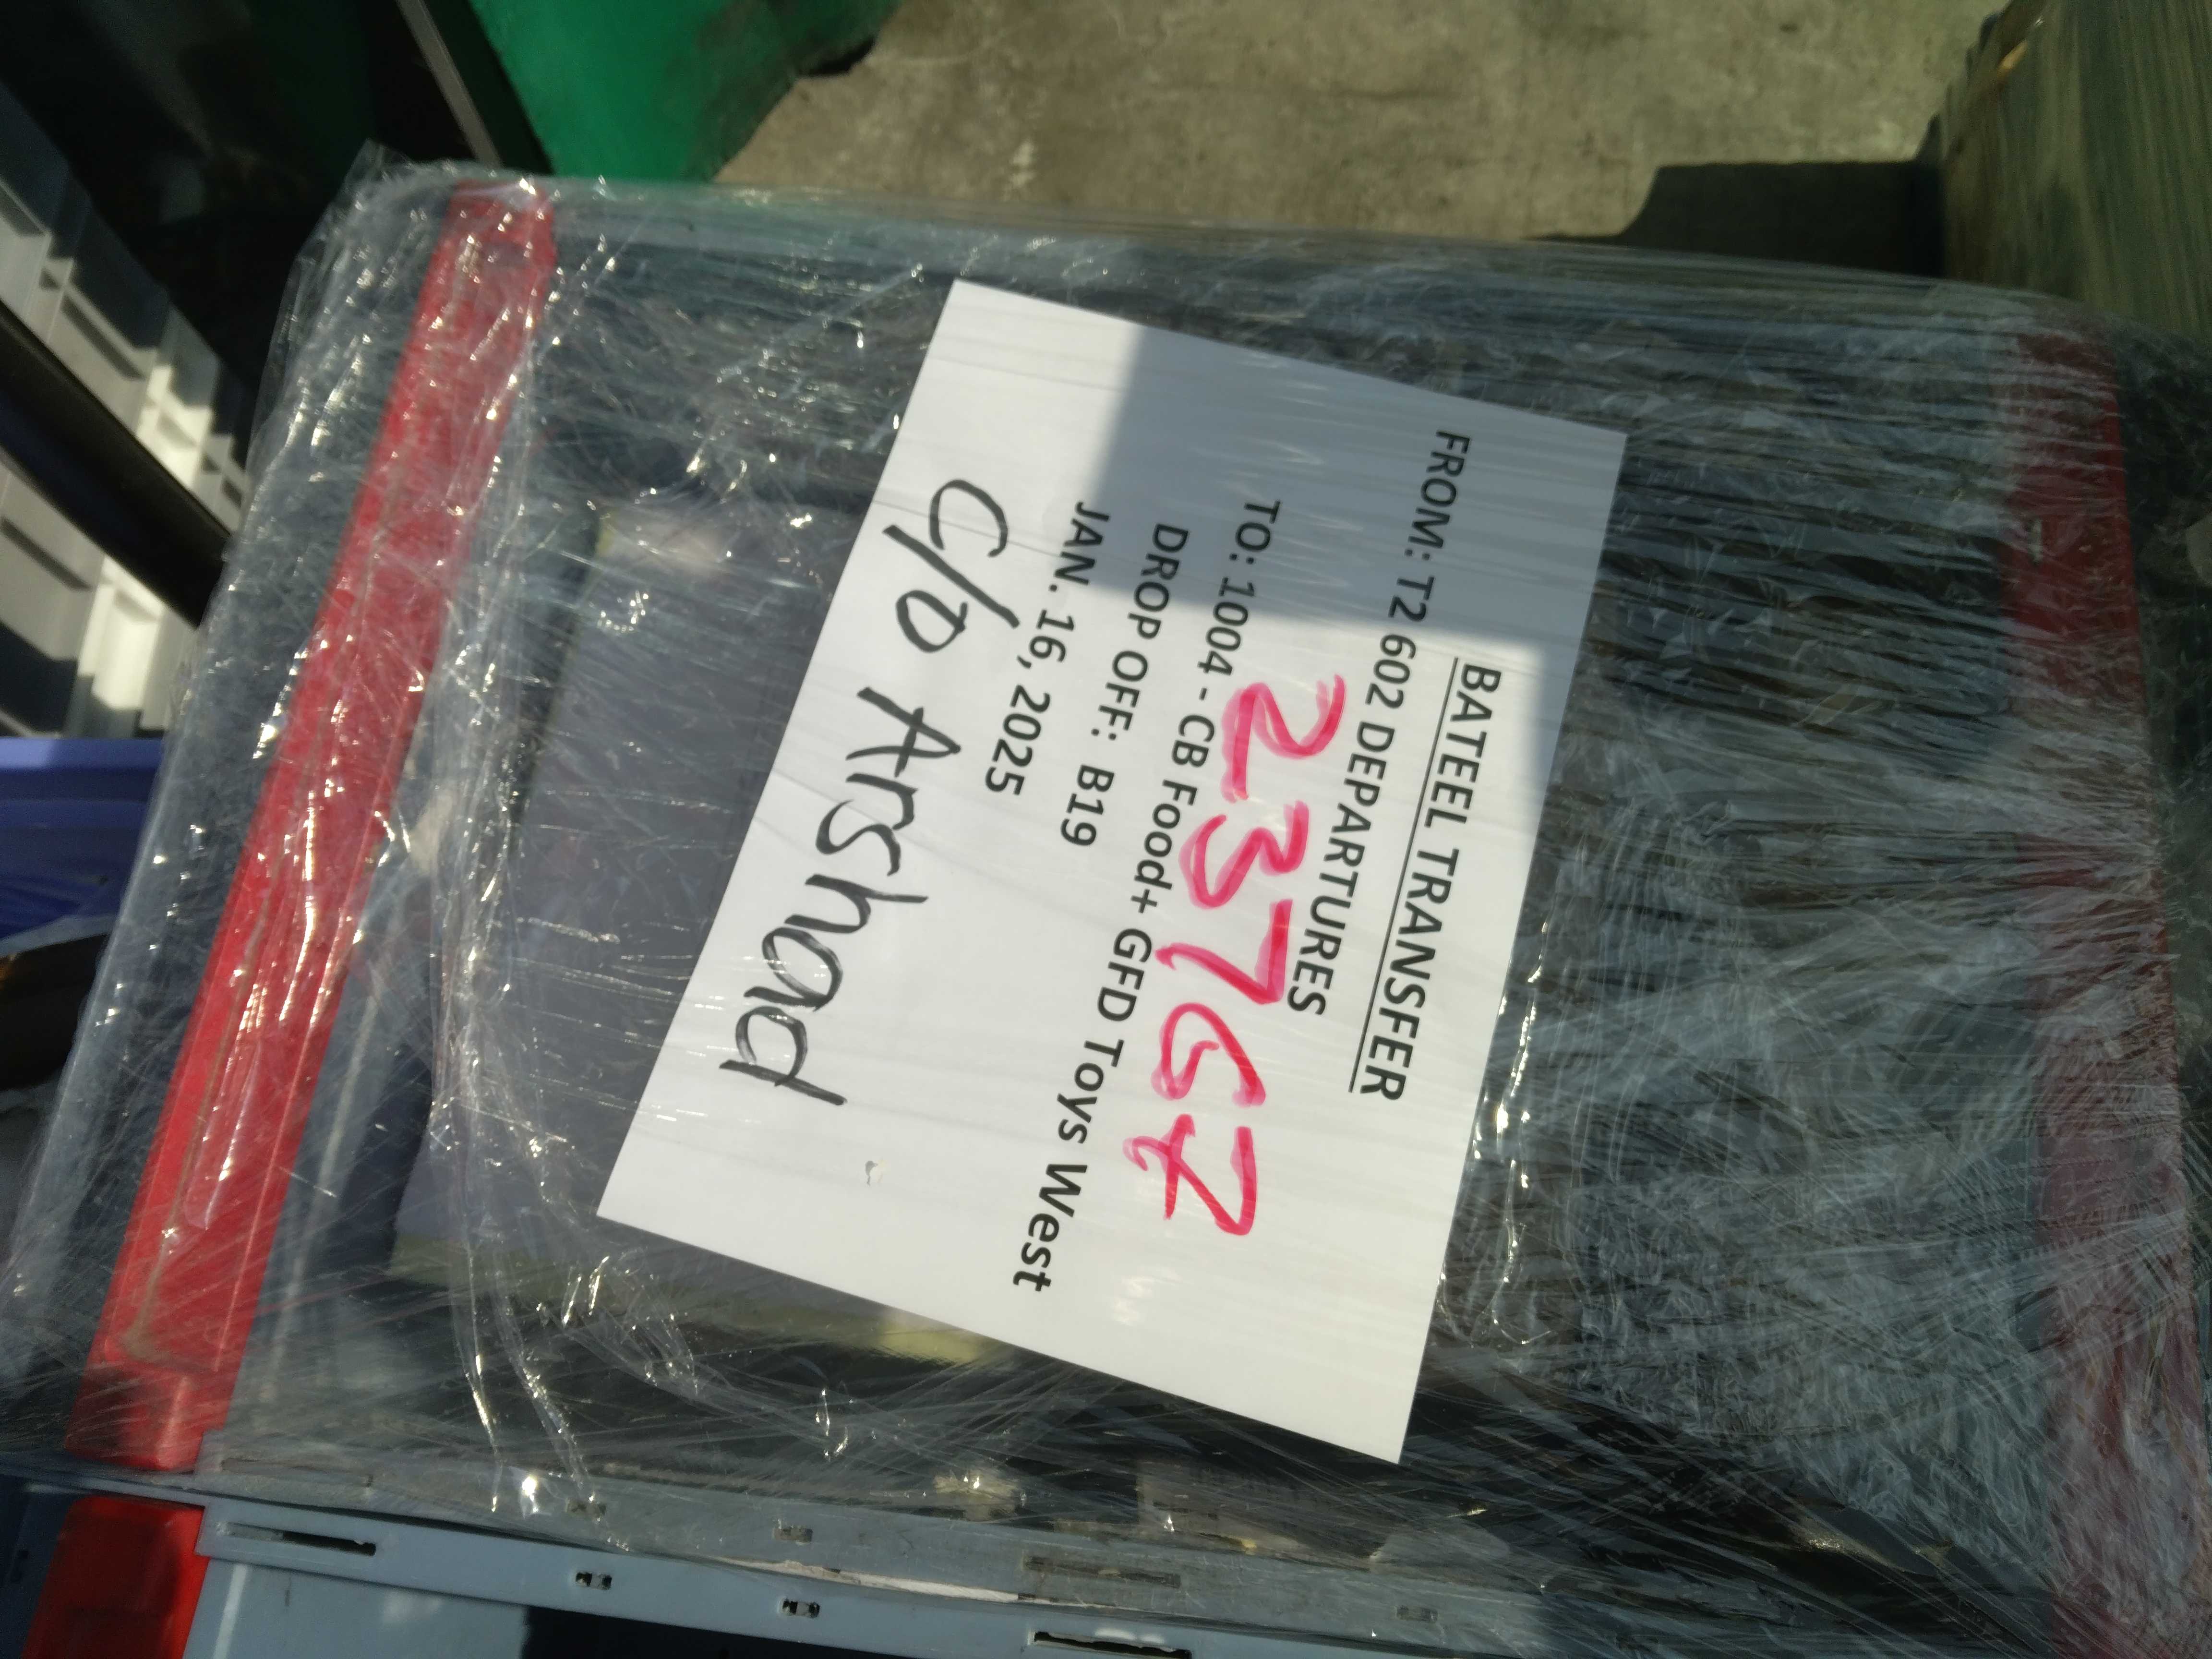 BATEEL TRANSFER
FROM: T2 602 DEPARTURES
23767
TO: 1004 - CB Food+ GFD Toys West
DROP OFF: B19
JAN. 16, 2025
C/o Arshad